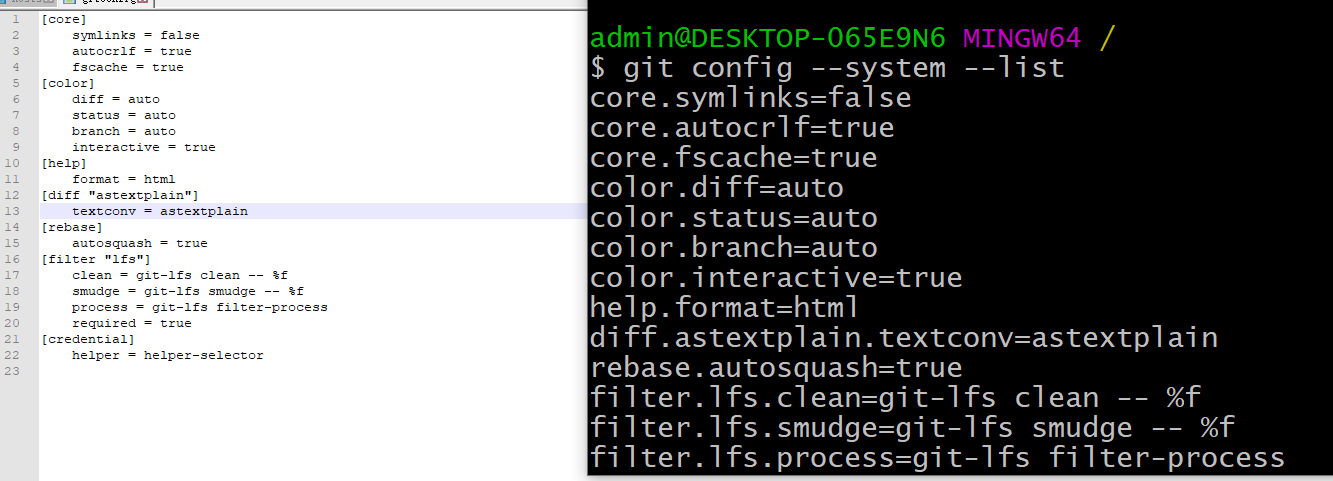 1 [core]
2 symlinks = false
3 autocrlf = true
4 fscache = true
5 [color]
6 diff = auto
7 status = auto
8 branch = auto
9 interactive = true
10 [help]
11 format = html
12 [diff "astextplain"]
13 textconv = astextplain
14 [rebase]
15 autosquash = true
16 [filter "lfs"]
17 clean = git-lfs clean -- %f
18 smudge = git-lfs smudge -- %f
19 process = git-lfs filter-process
20 required = true
21 [credential]
22 helper = helper-selector
23
admin@DESKTOP-O65E9N6 MINGW64 /
$ git config --system --list
core.symlinks=false
core.autocrlf=true
core.fscache=true
color.diff=auto
color.status=auto
color.branch=auto
color.interactive=true
help.format=html
diff.astextplain.textconv=astextplain
rebase.autosquash=true
filter.lfs.clean=git-lfs clean -- %f
filter.lfs.smudge=git-lfs smudge -- %f
filter.lfs.process=git-lfs filter-process